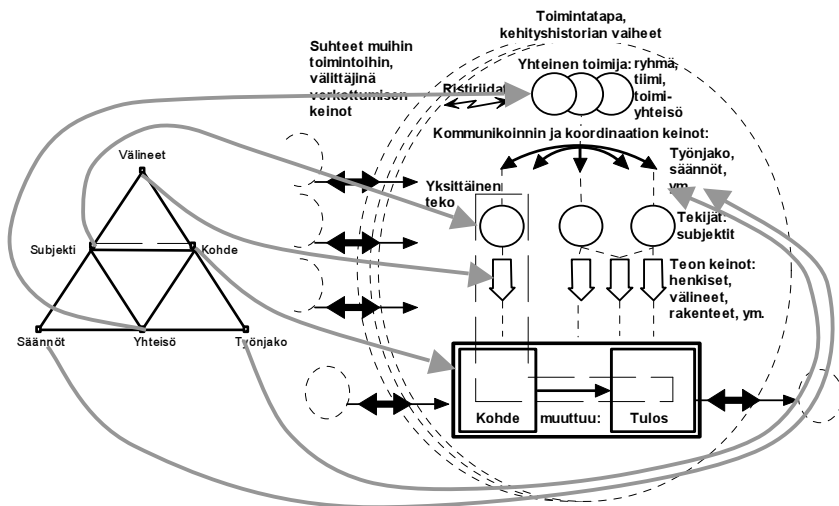 Toimintatapa,
kehityshistorian vaiheet
Suhteet muihin
toimintoihin,
välittäjinä
verkottumisen
keinot
Ristiriidat
Yhteinen toimija: ryhmä,
tiimi,
toimi-
yhteisö
Kommunikoinnin ja koordinaation keinot:
Työnjako,
säännöt,
ym.
Välineet
Yksittäinen
teko
Tekijät:
subjektit
Subjekti
Kohde
Teon keinot:
henkiset,
välineet,
rakenteet, ym.
Säännöt
Yhteisö
Työnjako
Kohde
muuttuu:
Tulos